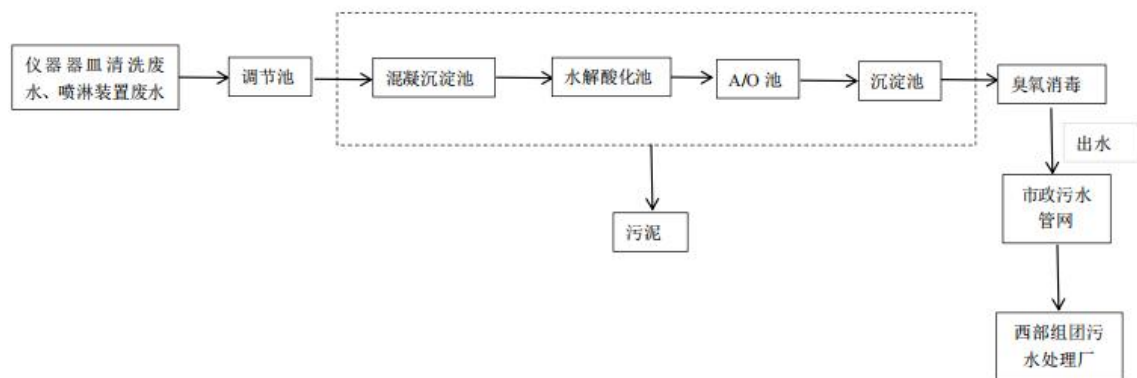 仪器器皿清洗废
水、喷淋装置废水
调节池
混凝沉淀池
水解酸化池
A/O 池
沉淀池
臭氧消毒
出水
市政污水
管网
污泥
西部组团污
水处理厂